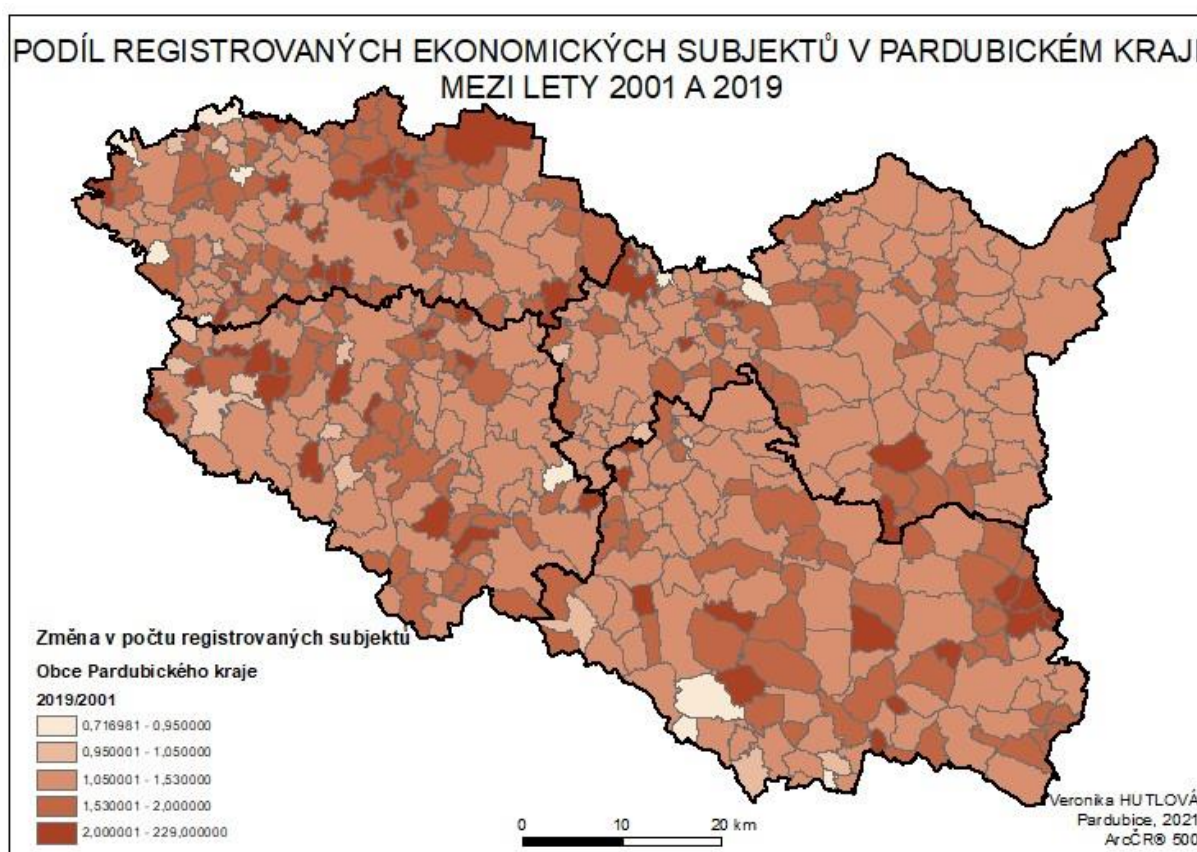 PODÍL REGISTROVANÝCH EKONOMICKÝCH SUBJEKTŮ V PARDUBICKÉM KRAJI
MEZI LETY 2001 A 2019
Změna v počtu registrovaných subjektů
Obce Pardubického kraje
2019/2001
0,716981 - 0,950000
0,950001 - 1,050000
1,050001 - 1,530000
1,530001 - 2,000000
2,000001 - 229,000000
0 10 20 km
Veronika HUTLOVÁ
Pardubice, 2021
ArcČR® 500